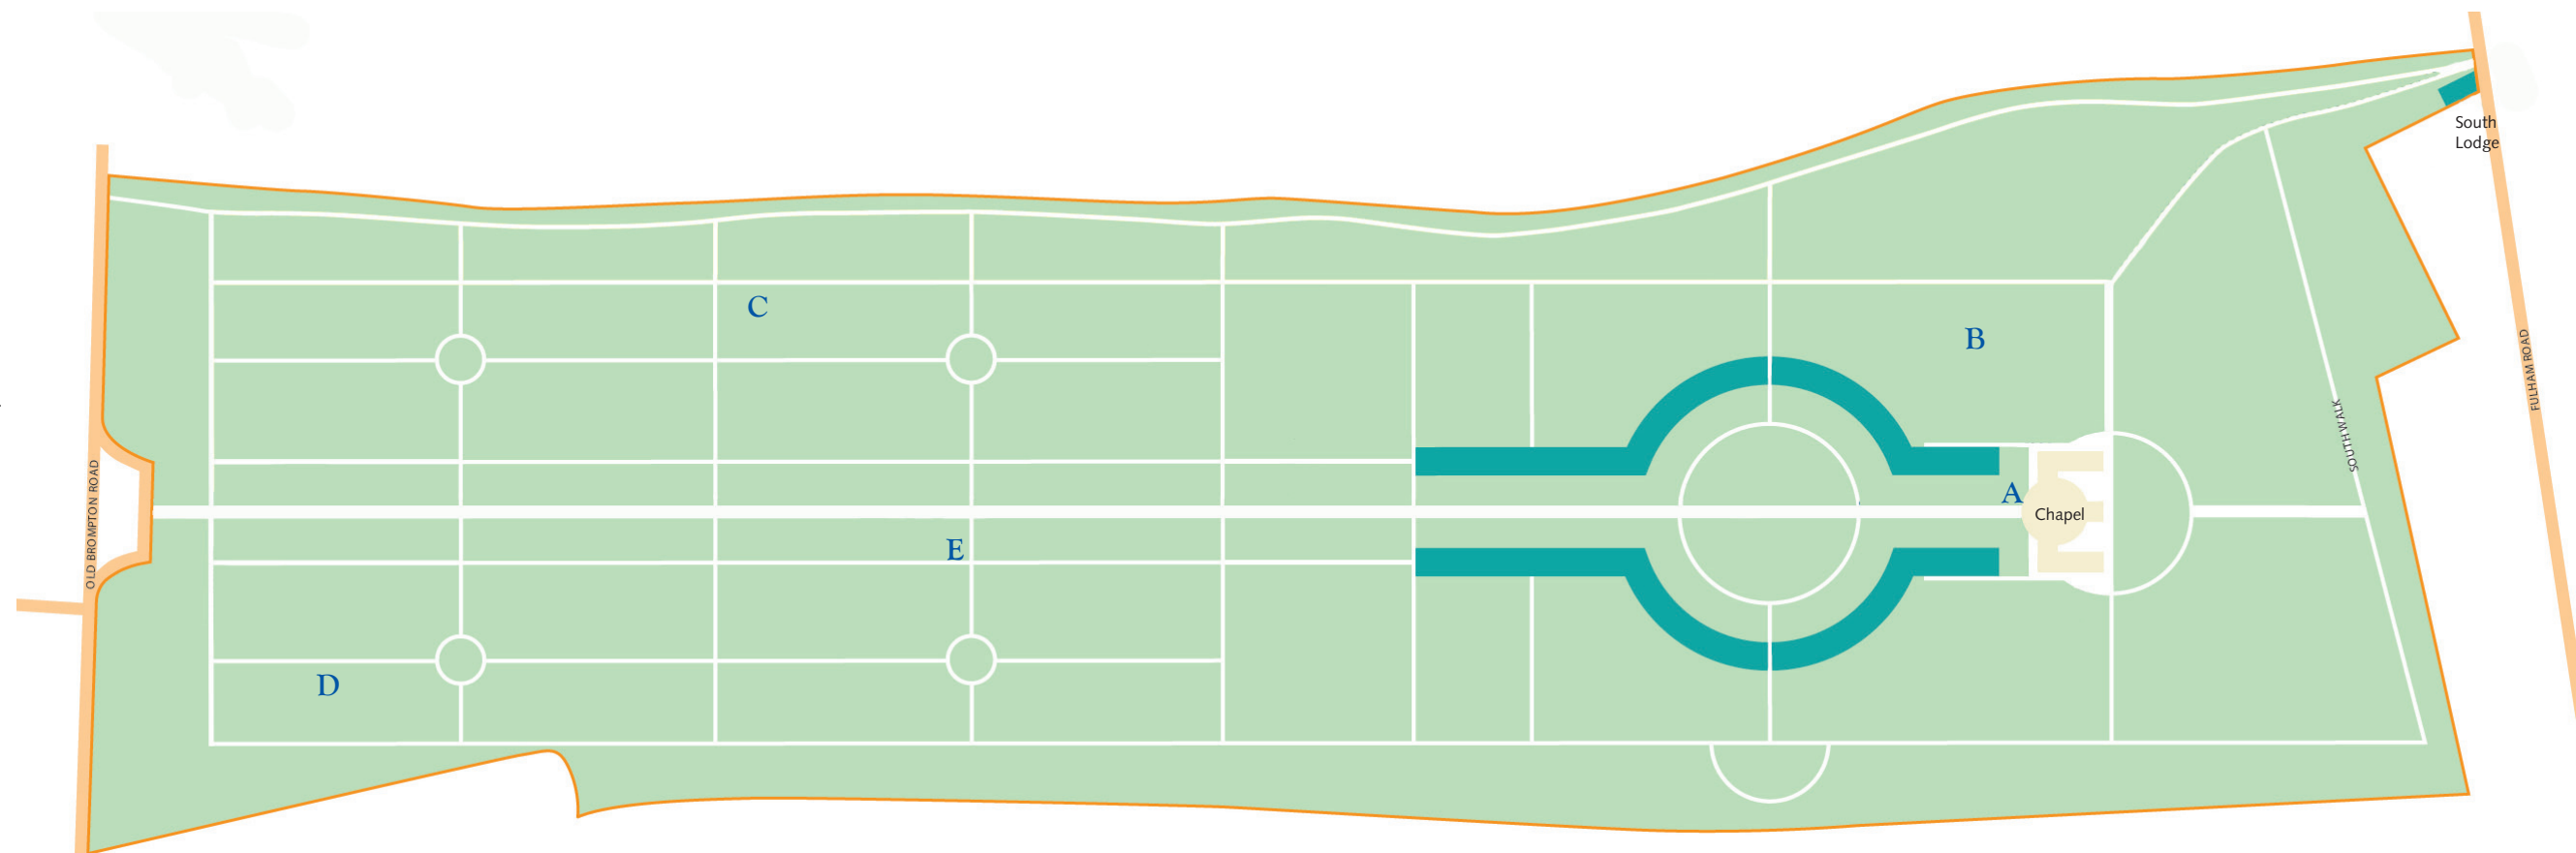 South
Lodge
C
B
FULHAM ROAD
SOUTH WALK
OLD BROMPTON ROAD
A
Chapel
E
D